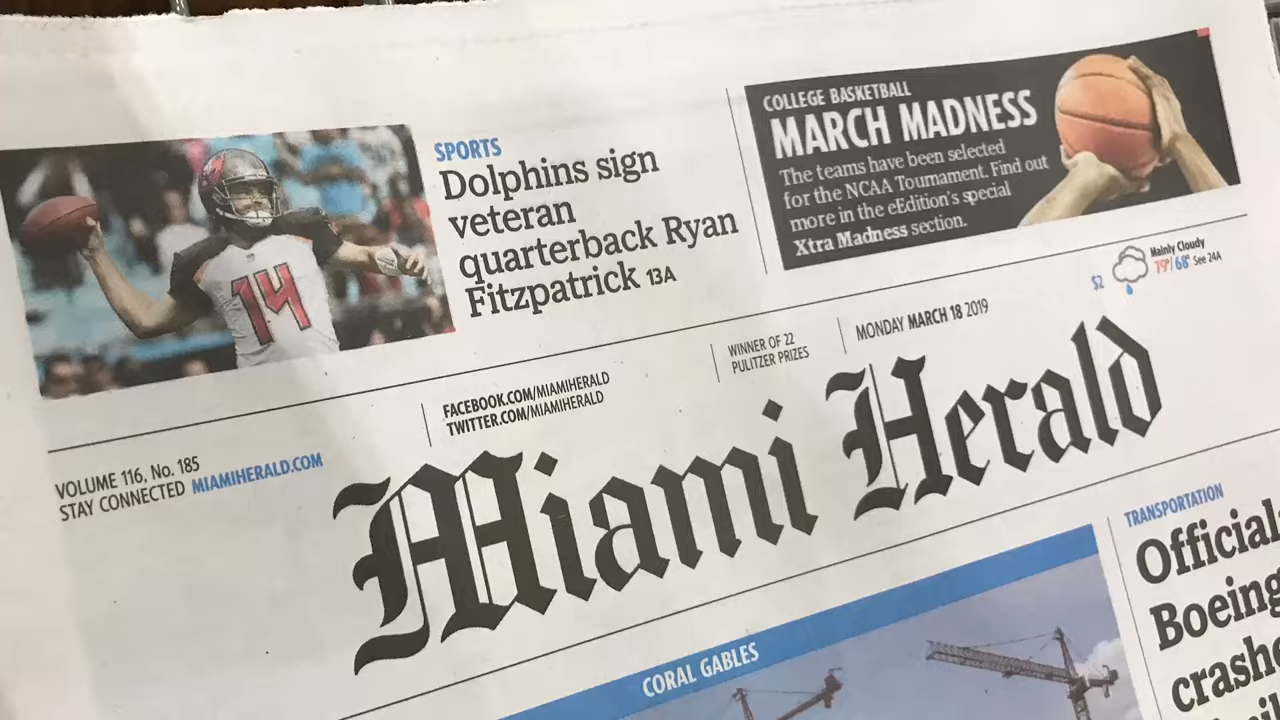 SPORTS
Dolphins sign
veteran
quarterback Ryan
Fitzpatrick 13A
14
COLLEGE BASKETBALL
MARCH MADNESS
The teams have been selected
for the NCAA Tournament. Find out
more in the eEdition's special
Xtra Madness section.
$2
Mainly Cloudy
79°/68° See 24A
VOLUME 116, No. 185
STAY CONNECTED MIAMIHERALD.COM
FACEBOOK.COM/MIAMIHERALD
TWITTER.COM/MIAMIHERALD
WINNER OF 22
PULITZER PRIZES
MONDAY MARCH 18 2019
Miami Herald
CORAL GABLES
TRANSPORTATION
Official
Boeing
crashe